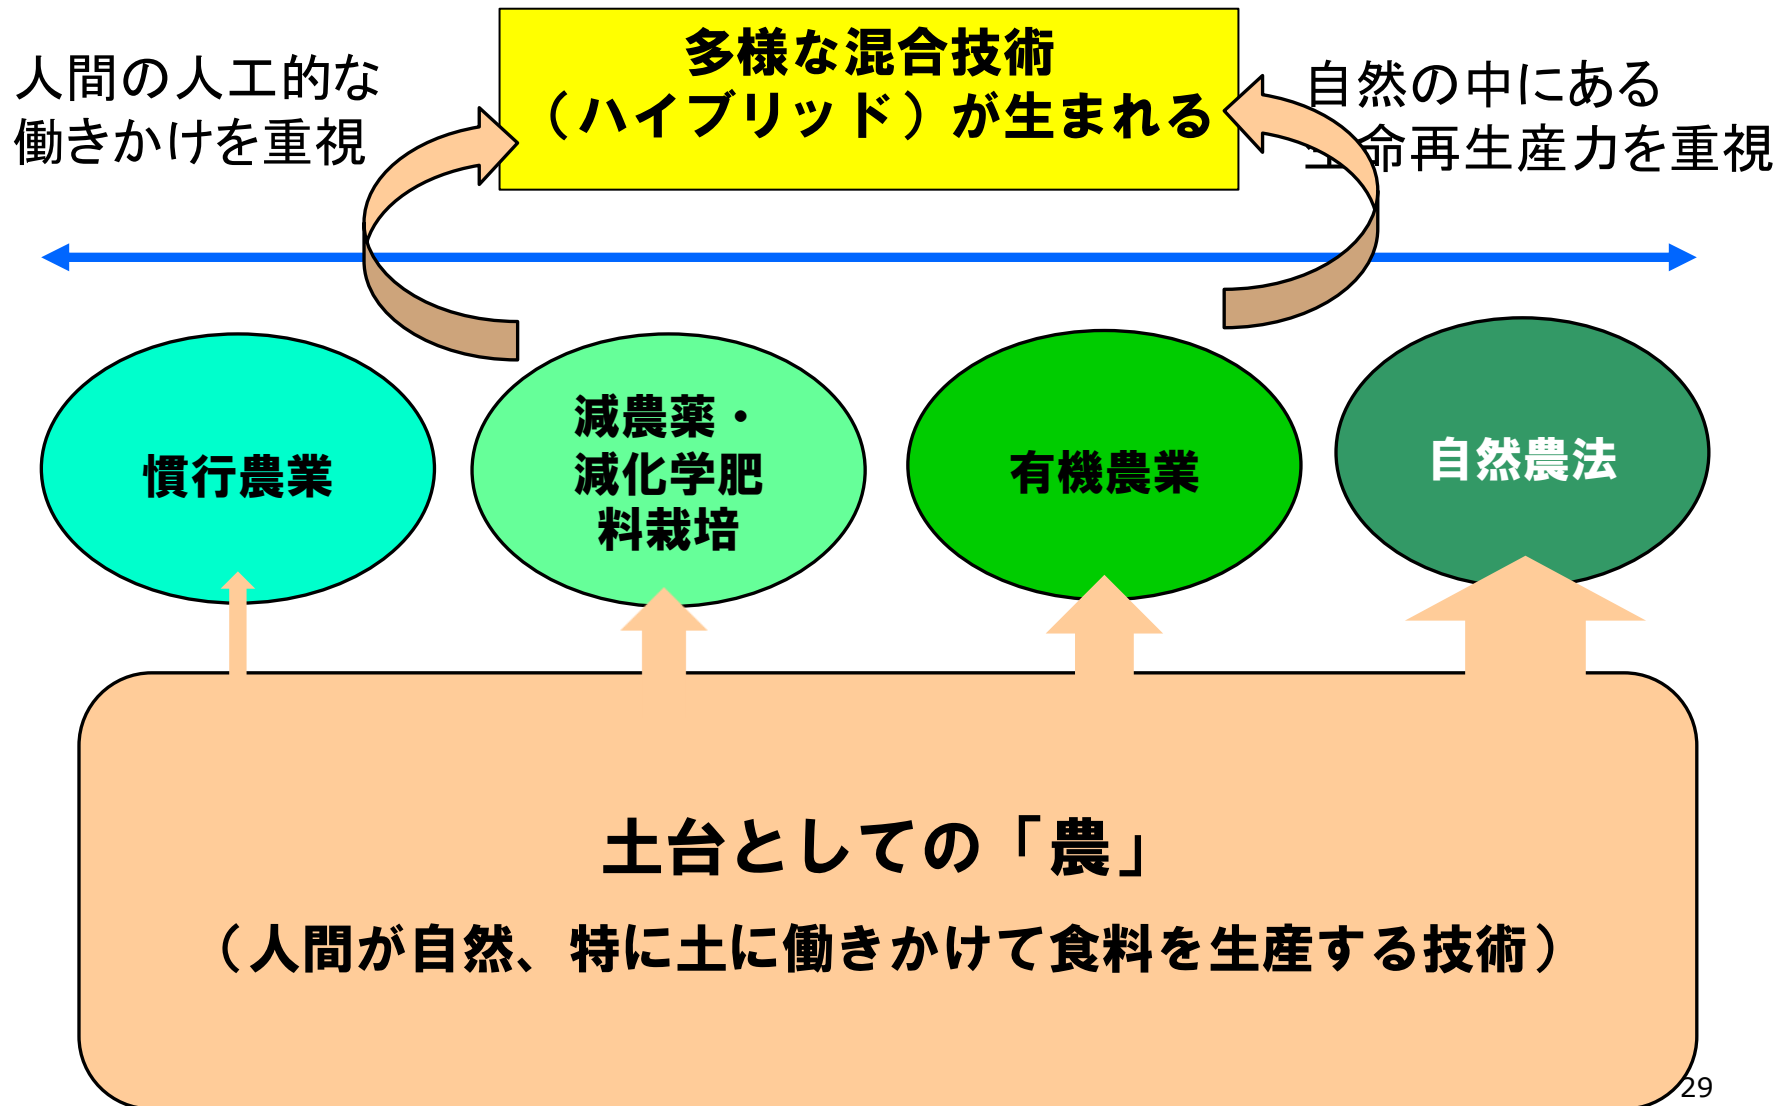 多様な混合技術
（ハイブリッド）が生まれる
人間の人工的な
働きかけを重視
自然の中にある
生命再生産力を重視
慣行農業
減農薬・
減化学肥
料栽培
有機農業
自然農法
土台としての「農」
（人間が自然、特に土に働きかけて食料を生産する技術）
29